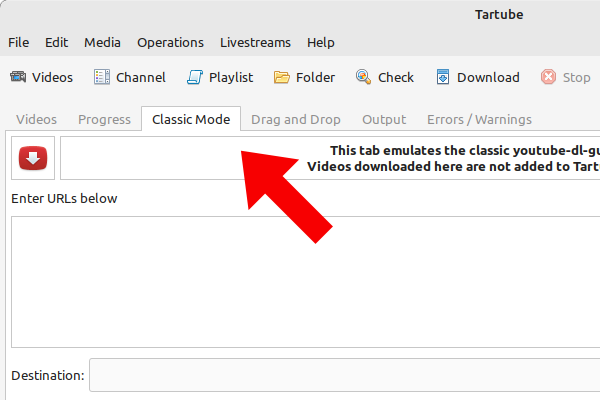 Tartube
File Edit Media Operations Livestreams Help
Videos Channel Playlist Folder Check Download Stop
Videos Progress Classic Mode Drag and Drop Output Errors / Warnings
This tab emulates the classic youtube-dl-gu
Videos downloaded here are not added to Tart
Enter URLs below
Destination: